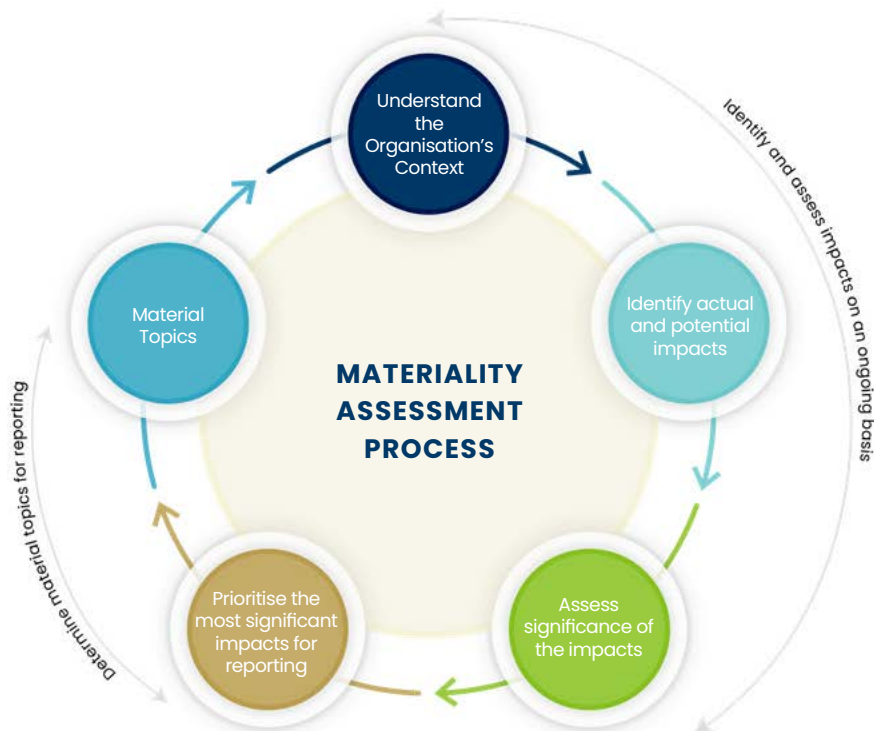 Understand
the
Organisation's
Context
Identify actual
and potential
impacts
Assess
significance of
the impacts
Prioritise the
most significant
impacts for
reporting
Material
Topics
MATERIALITY
ASSESSMENT
PROCESS
Identify and assess impacts on an ongoing basis
Determine material topics for reporting